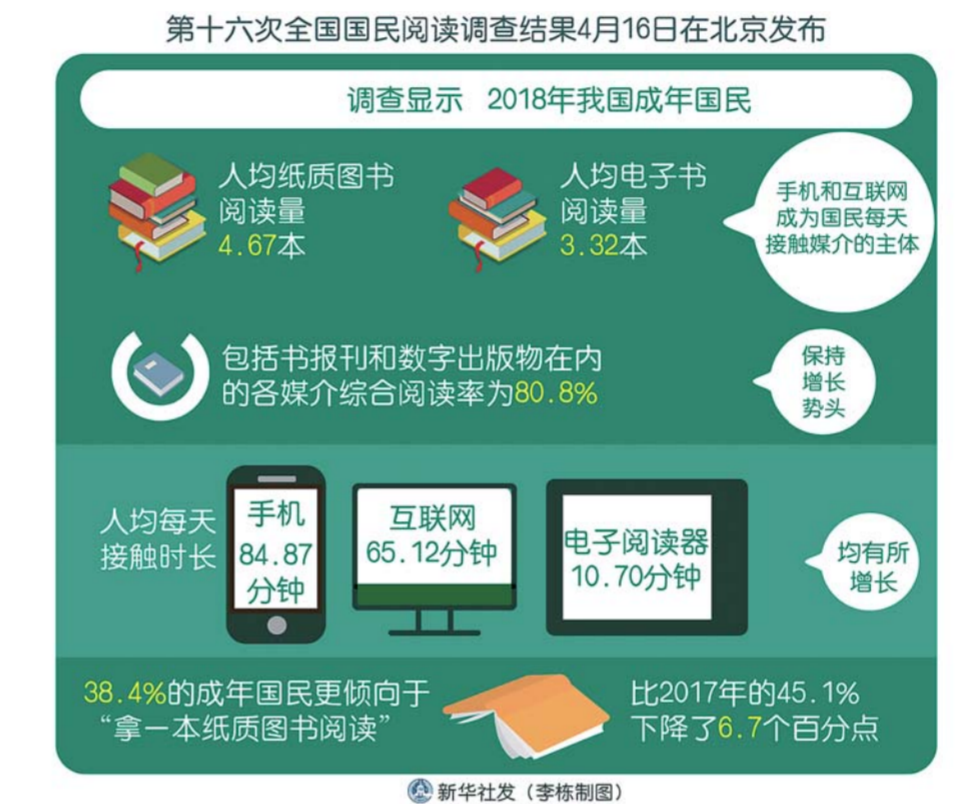 第十六次全国国民阅读调查结果4月16日在北京发布
调查显示 2018年我国成年国民
人均纸质图书
阅读量
4.67本
人均电子书
阅读量
3.32本
手机和互联网
成为国民每天
接触媒介的主体
包括书报刊和数字出版物在内
的各媒介综合阅读率为80.8%
保持
增长
势头
人均每天
接触时长
手机
84.87
分钟
互联网
65.12分钟
电子阅读器
10.70分钟
均有所
增长
38.4%的成年国民更倾向于
“拿一本纸质图书阅读”
比2017年的45.1%
下降了6.7个百分点
新华社发（李栋制图）